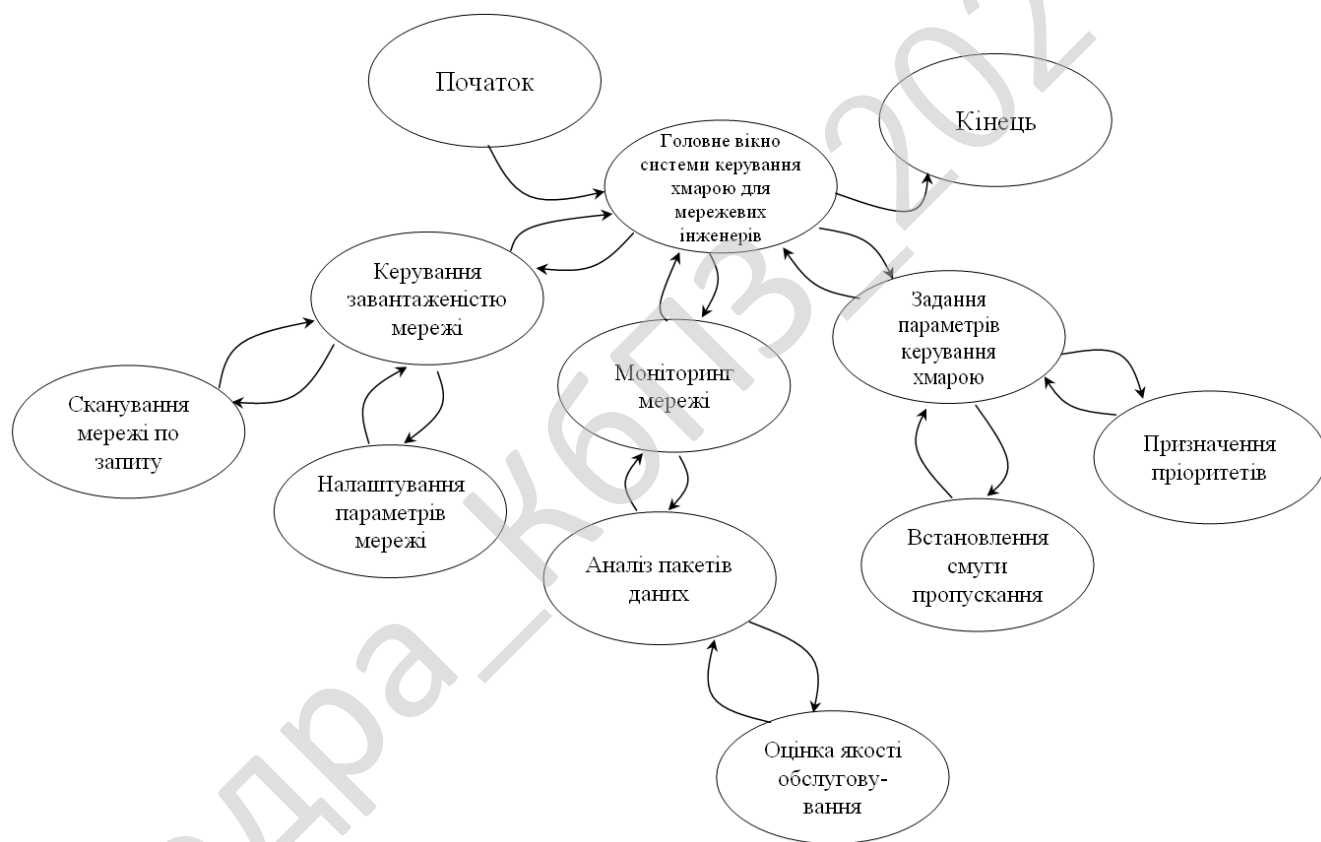 Початок
Кінець
Головне вікно
системи керування
хмарою для
мережевих
інженерів
Керування
завантаженістю
мережі
Задання
параметрів
керування
хмарою
Моніторинг
мережі
Сканування
мережі по
запиту
Налаштування
параметрів
мережі
Призначення
пріоритетів
Встановлення
смуги
пропускання
Аналіз пакетів
даних
Оцінка якості
обслугову-
вання